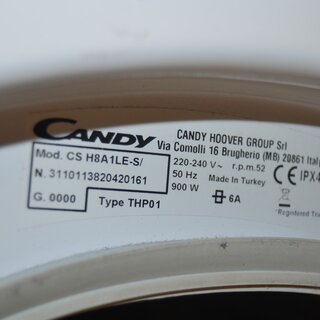 CANDY
CANDY HOOVER GROUP Srl
Via Comolli 16 Brugherio (MB) 20861 Italy
Mod. CS H8A1LE-S/
N. 3110113820420161
G. 0000
Type THP01
220-240 V~ r.p.m.52
50 Hz Made In Turkey
900 W
6A
CE IPX4
*Registered